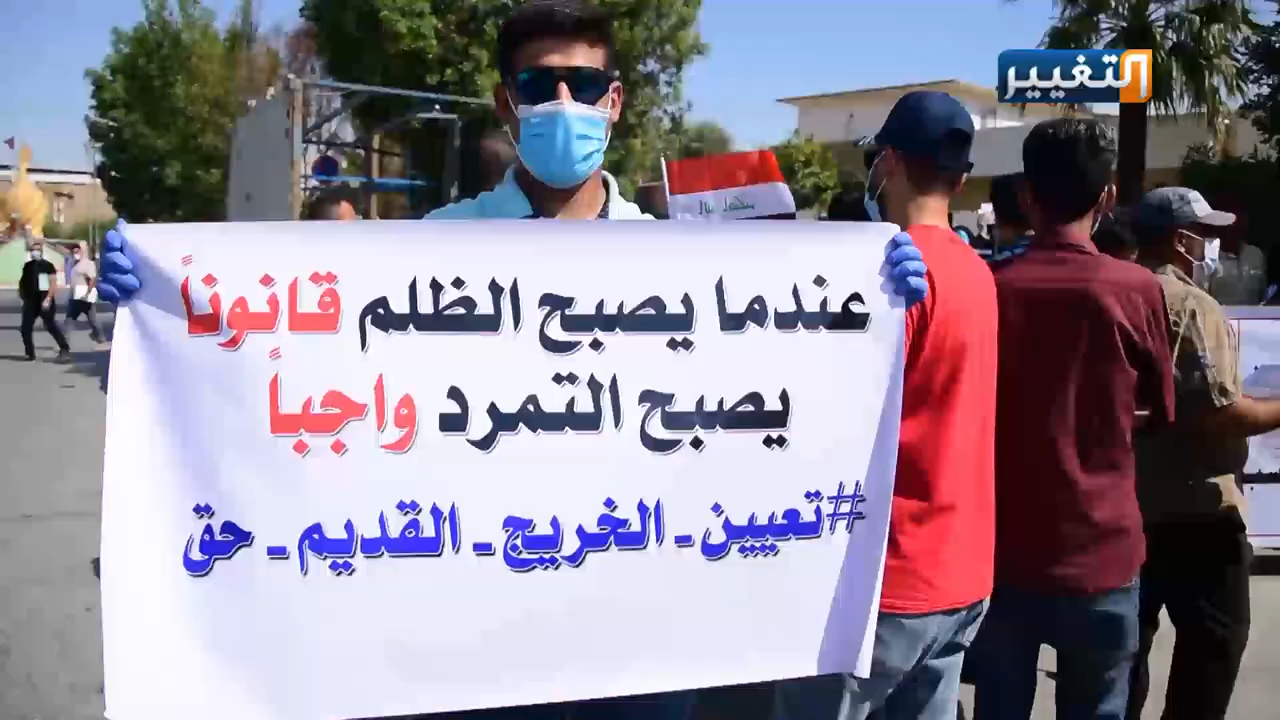 التغيير
عندما يصبح الظلم قانوناً
يصبح التمرد واجباً
#تعيين_الخريج_القديم_حق